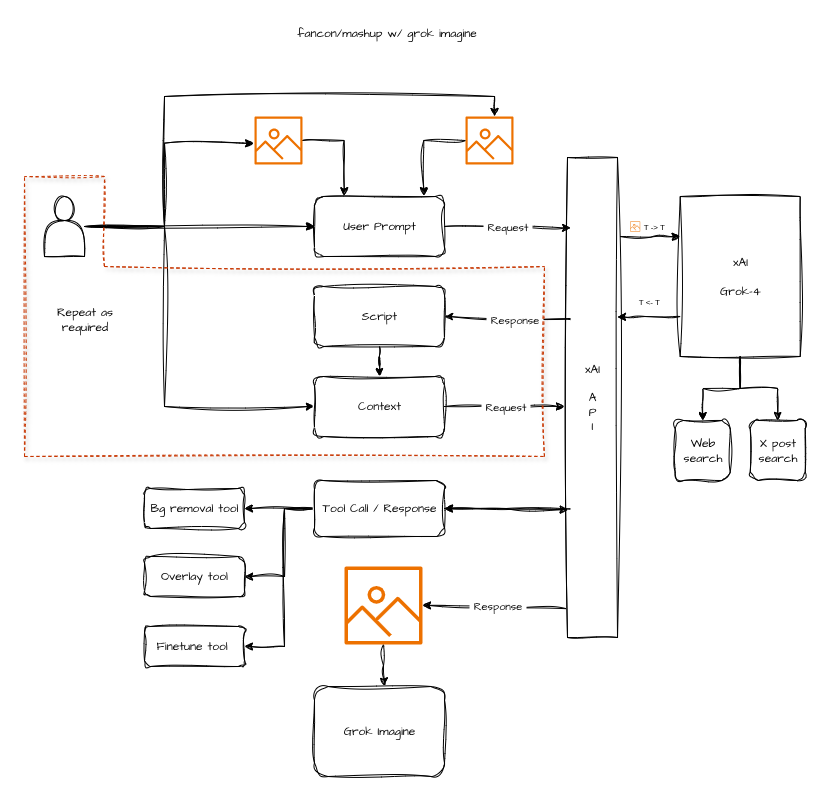 fancon/mashup w/ grok imagine
User Prompt
Request
T -> T
xAI
Grok-4
T <- T
Repeat as
required
Script
Response
xAI
A
P
I
Context
Request
Web
search
X post
search
Bg removal tool
Tool Call / Response
Overlay tool
Response
Finetune tool
Grok Imagine